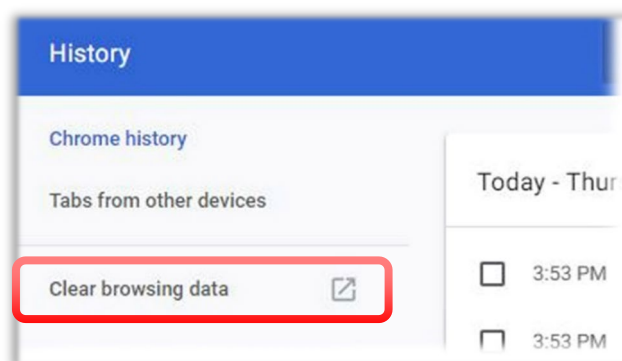 History
Chrome history
Tabs from other devices
Clear browsing data
Today - Thur
3:53 PM
3:53 PM